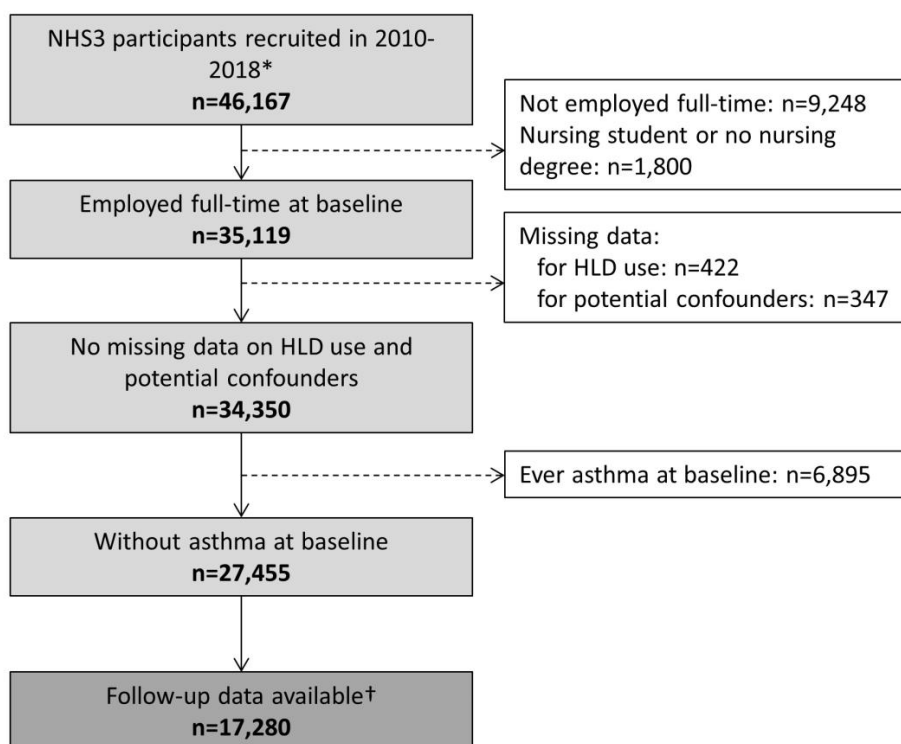 NHS3 participants recruited in 2010-
2018*
n=46,167
Not employed full-time: n=9,248
Nursing student or no nursing
degree: n=1,800
Employed full-time at baseline
n=35,119
Missing data:
for HLD use: n=422
for potential confounders: n=347
No missing data on HLD use and
potential confounders
n=34,350
Ever asthma at baseline: n=6,895
Without asthma at baseline
n=27,455
Follow-up data available†
n=17,280